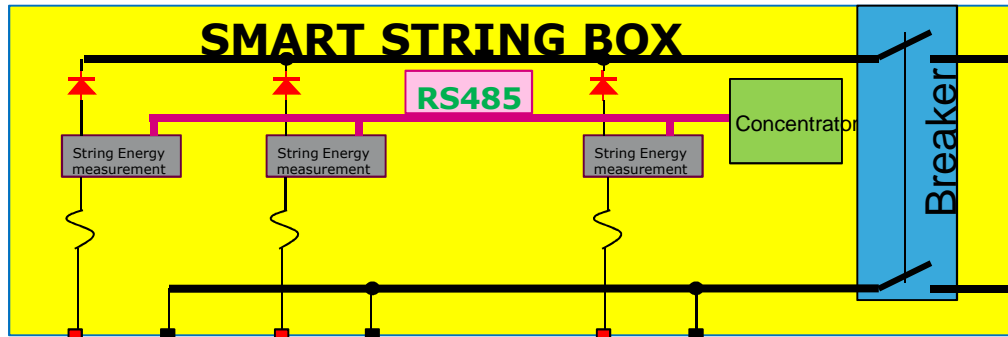 SMART STRING BOX
RS485
Concentrator
Breaker
String Energy
measurement
String Energy
measurement
String Energy
measurement